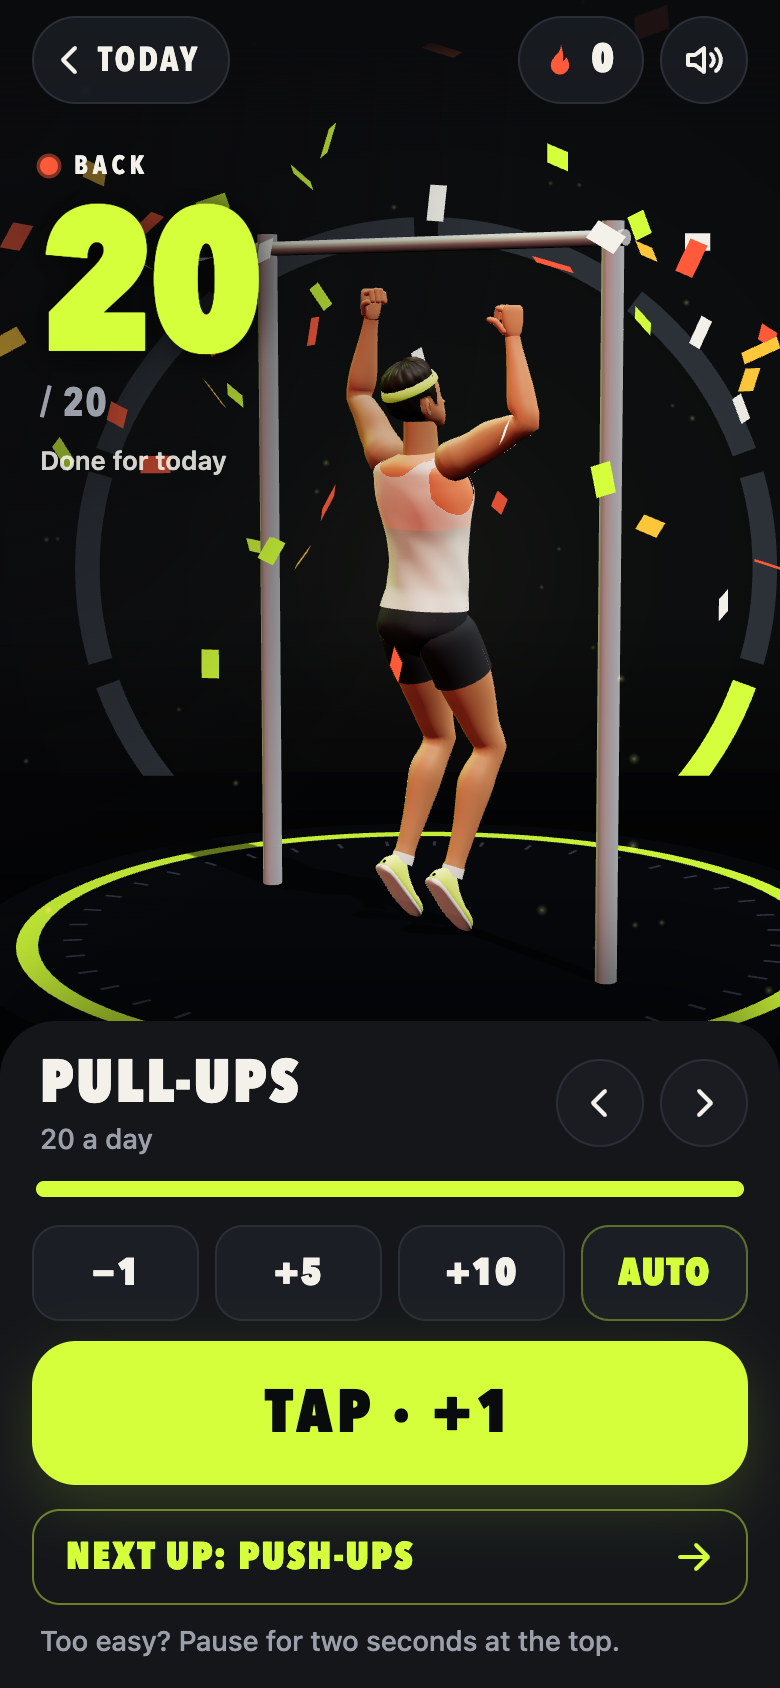 TODAY
0
BACK
20
/ 20
Done for today
PULL-UPS
20 a day
−1
+5
+10
AUTO
TAP · +1
NEXT UP: PUSH-UPS
Too easy? Pause for two seconds at the top.